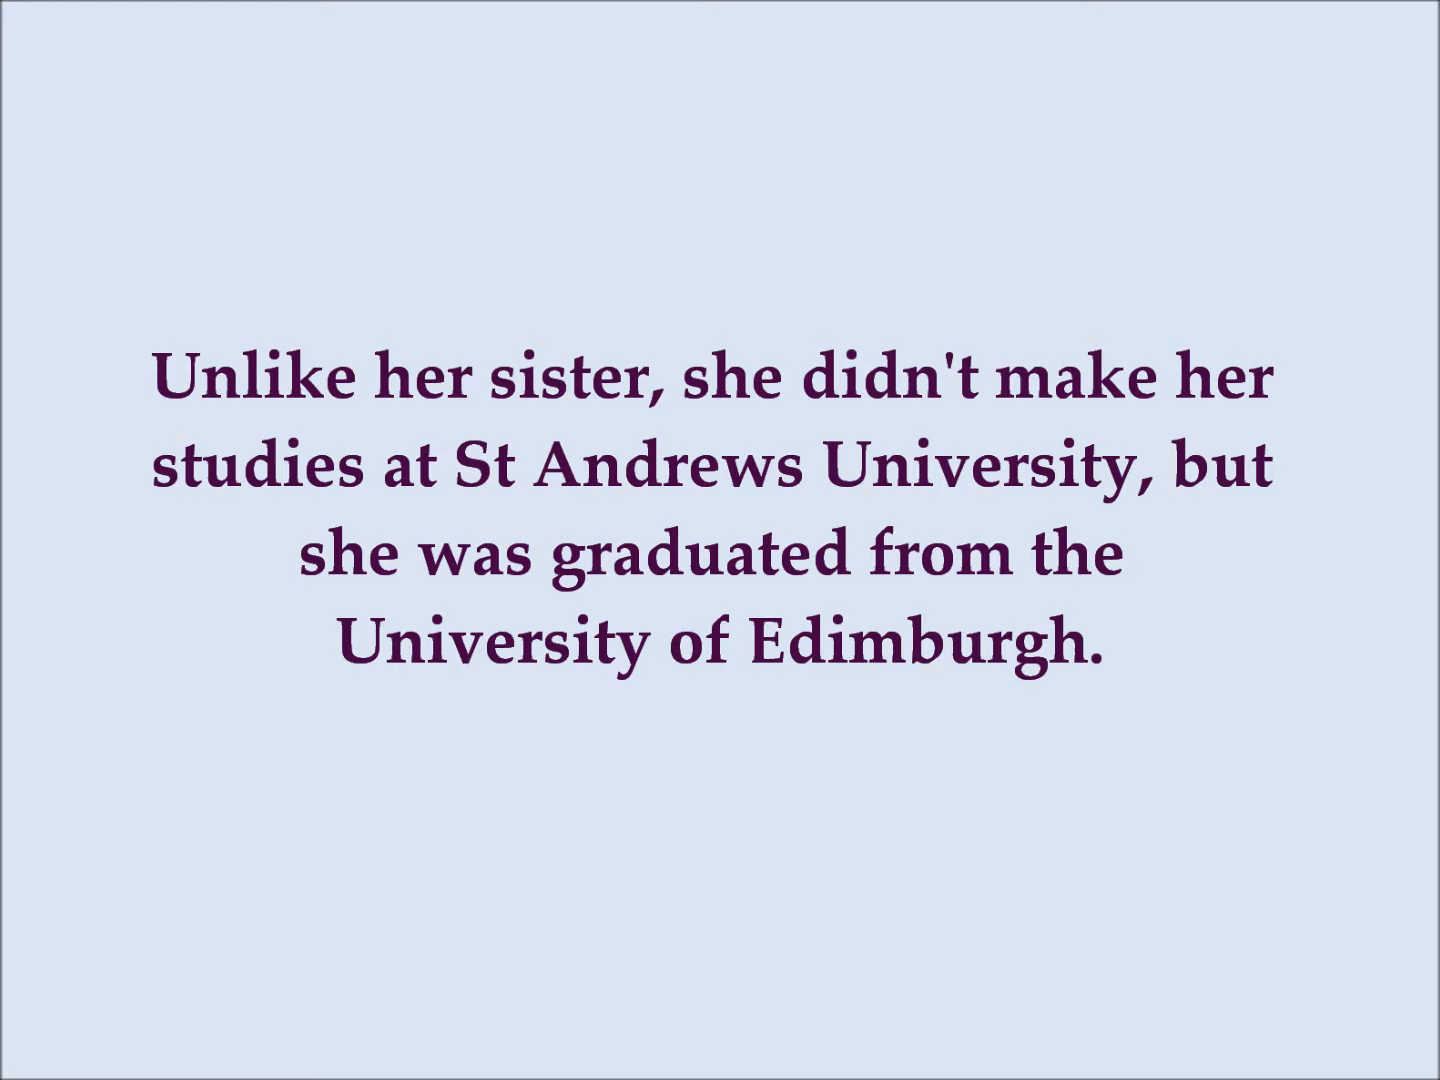 Unlike her sister, she didn't make her
studies at St Andrews University, but
she was graduated from the
University of Edimburgh.